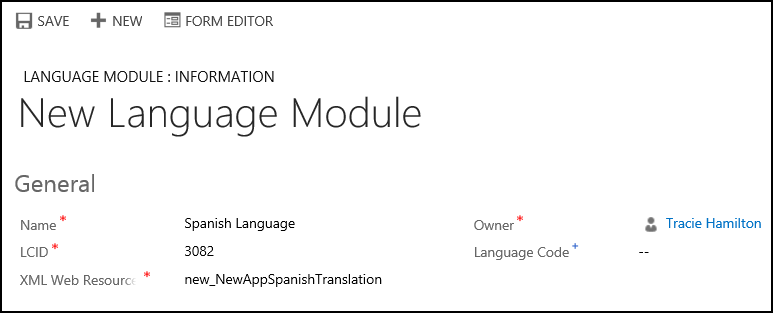 SAVE NEW FORM EDITOR
LANGUAGE MODULE : INFORMATION
New Language Module
General
Name * Spanish Language Owner * Tracie Hamilton
LCID * 3082 Language Code + --
XML Web Resource * new_NewAppSpanishTranslation